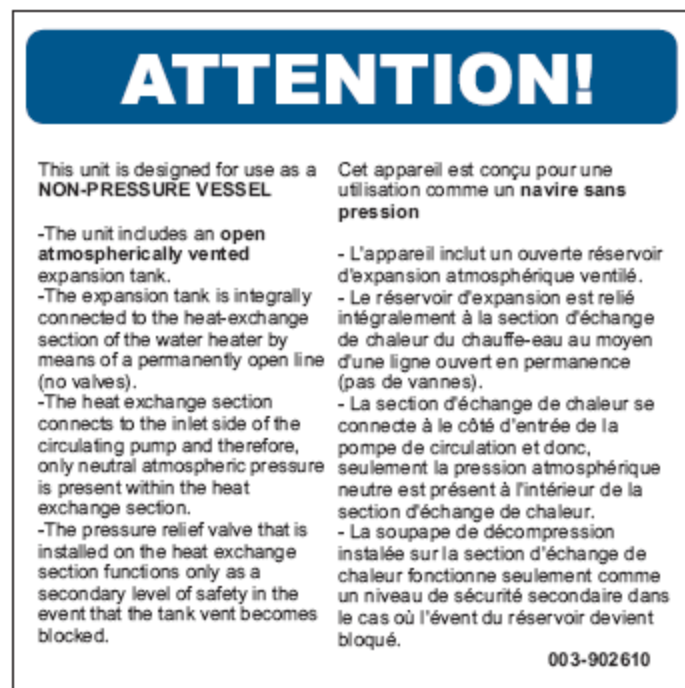 ATTENTION!
This unit is designed for use as a
NON-PRESSURE VESSEL
-The unit includes an open
atmospherically vented
expansion tank.
-The expansion tank is integrally
connected to the heat-exchange
section of the water heater by
means of a permanently open line
(no valves).
-The heat exchange section
connects to the inlet side of the
circulating pump and therefore,
only neutral atmospheric pressure
is present within the heat
exchange section.
-The pressure relief valve that is
installed on the heat exchange
section functions only as a
secondary level of safety in the
event that the tank vent becomes
blocked.
Cet appareil est conçu pour une
utilisation comme un navire sans
pression
- L'appareil inclut un ouverte réservoir
d'expansion atmosphérique ventilé.
- Le réservoir d'expansion est relié
intégralement à la section d'échange
de chaleur du chauffe-eau au moyen
d'une ligne ouvert en permanence
(pas de vannes).
- La section d'échange de chaleur se
connecte à le côté d'entrée de la
pompe de circulation et donc,
seulement la pression atmosphérique
neutre est présent à l'intérieur de la
section d'échange de chaleur.
- La soupape de décompression
instalée sur la section d'échange de
chaleur fonctionne seulement comme
un niveau de sécurité secondaire dans
le cas où l'évent du réservoir devient
bloqué.
003-902610